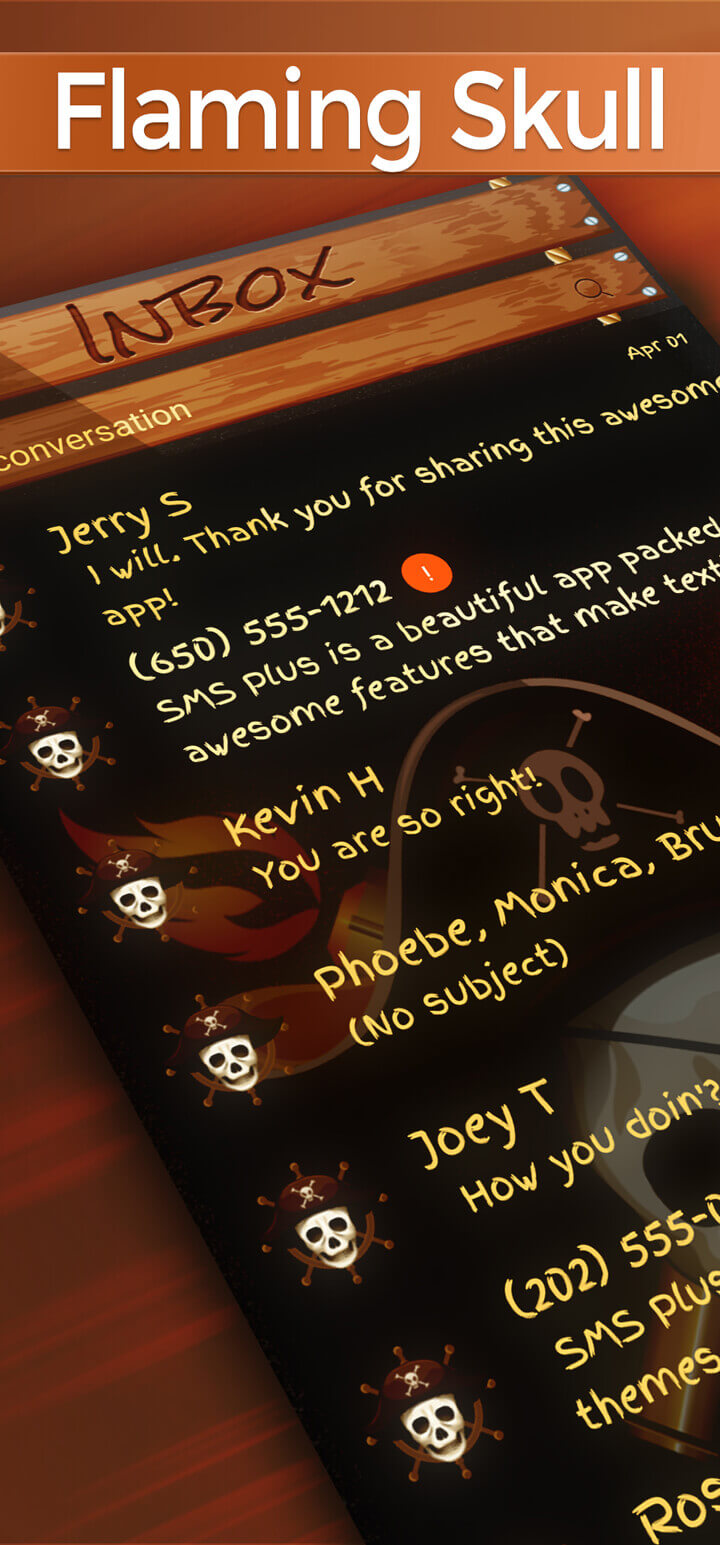 Flaming Skull
INBOX
Apr 01
conversation
Jerry S
I will. Thank you for sharing this awesome
app!
(650) 555-1212 !
SMS plus is a beautiful app packed
awesome features that make text
Kevin H
You are so right!
Phoebe, Monica, Bru
(No subject)
Joey T
How you doin'?
(202) 555-
SMS plus
themes
Ros